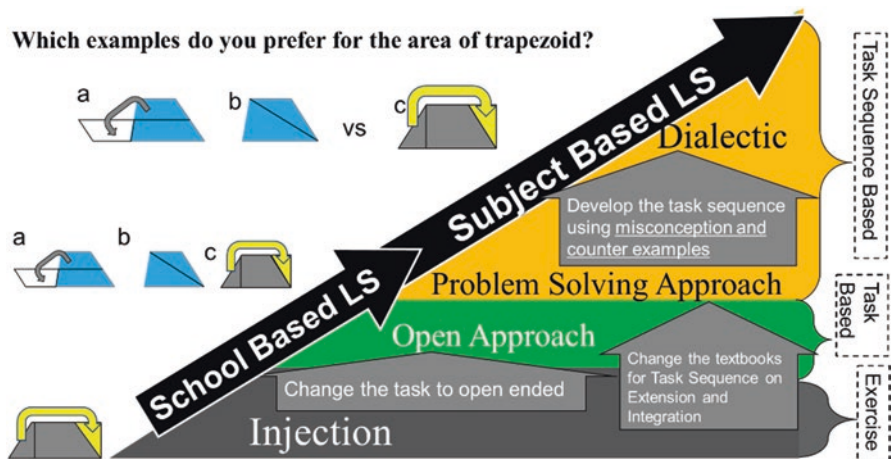 Which examples do you prefer for the area of trapezoid?
a
b
vs
c
a
b
c
School Based LS
Subject Based LS
Dialectic
Develop the task sequence
using misconception and
counter examples
Problem Solving Approach
Open Approach
Change the task to open ended
Change the textbooks
for Task Sequence on
Extension and
Integration
Injection
Task Sequence Based
Task
Based
Exercise